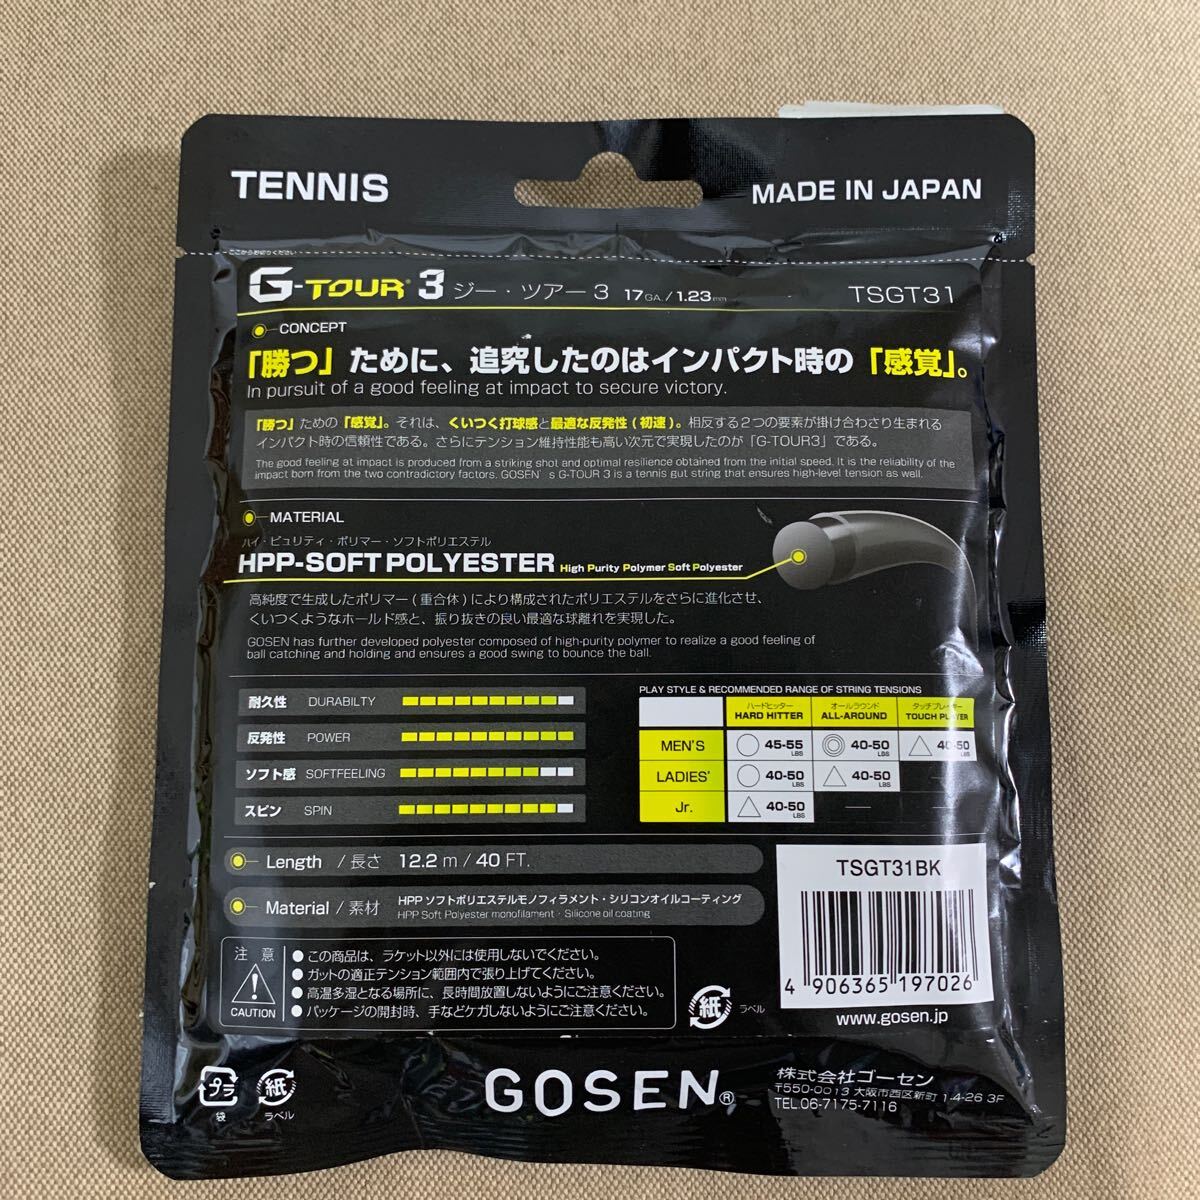 TENNIS
MADE IN JAPAN
ここからお切りください
G-TOUR® 3 ジー・ツアー 3 17GA./1.23mm
TSGT31
CONCEPT
「勝つ」ために、追究したのはインパクト時の「感覚」。
In pursuit of a good feeling at impact to secure victory.
「勝つ」ための「感覚」。それは、くいつく打球感と最適な反発性(初速)。相反する2つの要素が掛け合わさり生まれる
インパクト時の信頼性である。さらにテンション維持性能も高い次元で実現したのが「G-TOUR3」である。
The good feeling at impact is produced from a striking shot and optimal resilience obtained from the initial speed. It is the reliability of the
impact born from the two contradictory factors. GOSEN's G-TOUR 3 is a tennis gut string that ensures high-level tension as well.
MATERIAL
ハイ・ピュリティ・ポリマー・ソフトポリエステル
HPP-SOFT POLYESTER High Purity Polymer Soft Polyester
高純度で生成したポリマー(重合体)により構成されたポリエステルをさらに進化させ、
くいつくようなホールド感と、振り抜きの良い最適な球離れを実現した。
GOSEN has further developed polyester composed of high-purity polymer to realize a good feeling of
ball catching and holding and ensures a good swing to bounce the ball.
耐久性 DURABILTY
反発性 POWER
ソフト感 SOFTFEELING
スピン SPIN
PLAY STYLE & RECOMMENDED RANGE OF STRING TENSIONS
ハードヒッター オールラウンド タッチプレーヤー
HARD HITTER ALL-AROUND TOUCH PLAYER
MEN'S ○ 45-55 LBS ◎ 40-50 LBS △ 40-50 LBS
LADIES' ○ 40-50 LBS △ 40-50 LBS —
Jr. △ 40-50 LBS — —
Length / 長さ 12.2 m / 40 FT.
Material / 素材 HPP ソフトポリエステルモノフィラメント・シリコンオイルコーティング
HPP Soft Polyester monofilament · Silicone oil coating
注意
CAUTION
● この商品は、ラケット以外には使用しないでください。
● ガットの適正テンション範囲内で張り上げてください。
● 高温多湿となる場所に、長時間放置しないようにご注意ください。
● パッケージの開封時、手などケガしないようにご注意ください。
紙 ラベル
TSGT31BK
4 906365 197026
www.gosen.jp
プラ 袋
紙 ラベル
GOSEN®
株式会社ゴーセン
〒550-0013 大阪市西区新町 1-4-26 3F
TEL.06-7175-7116